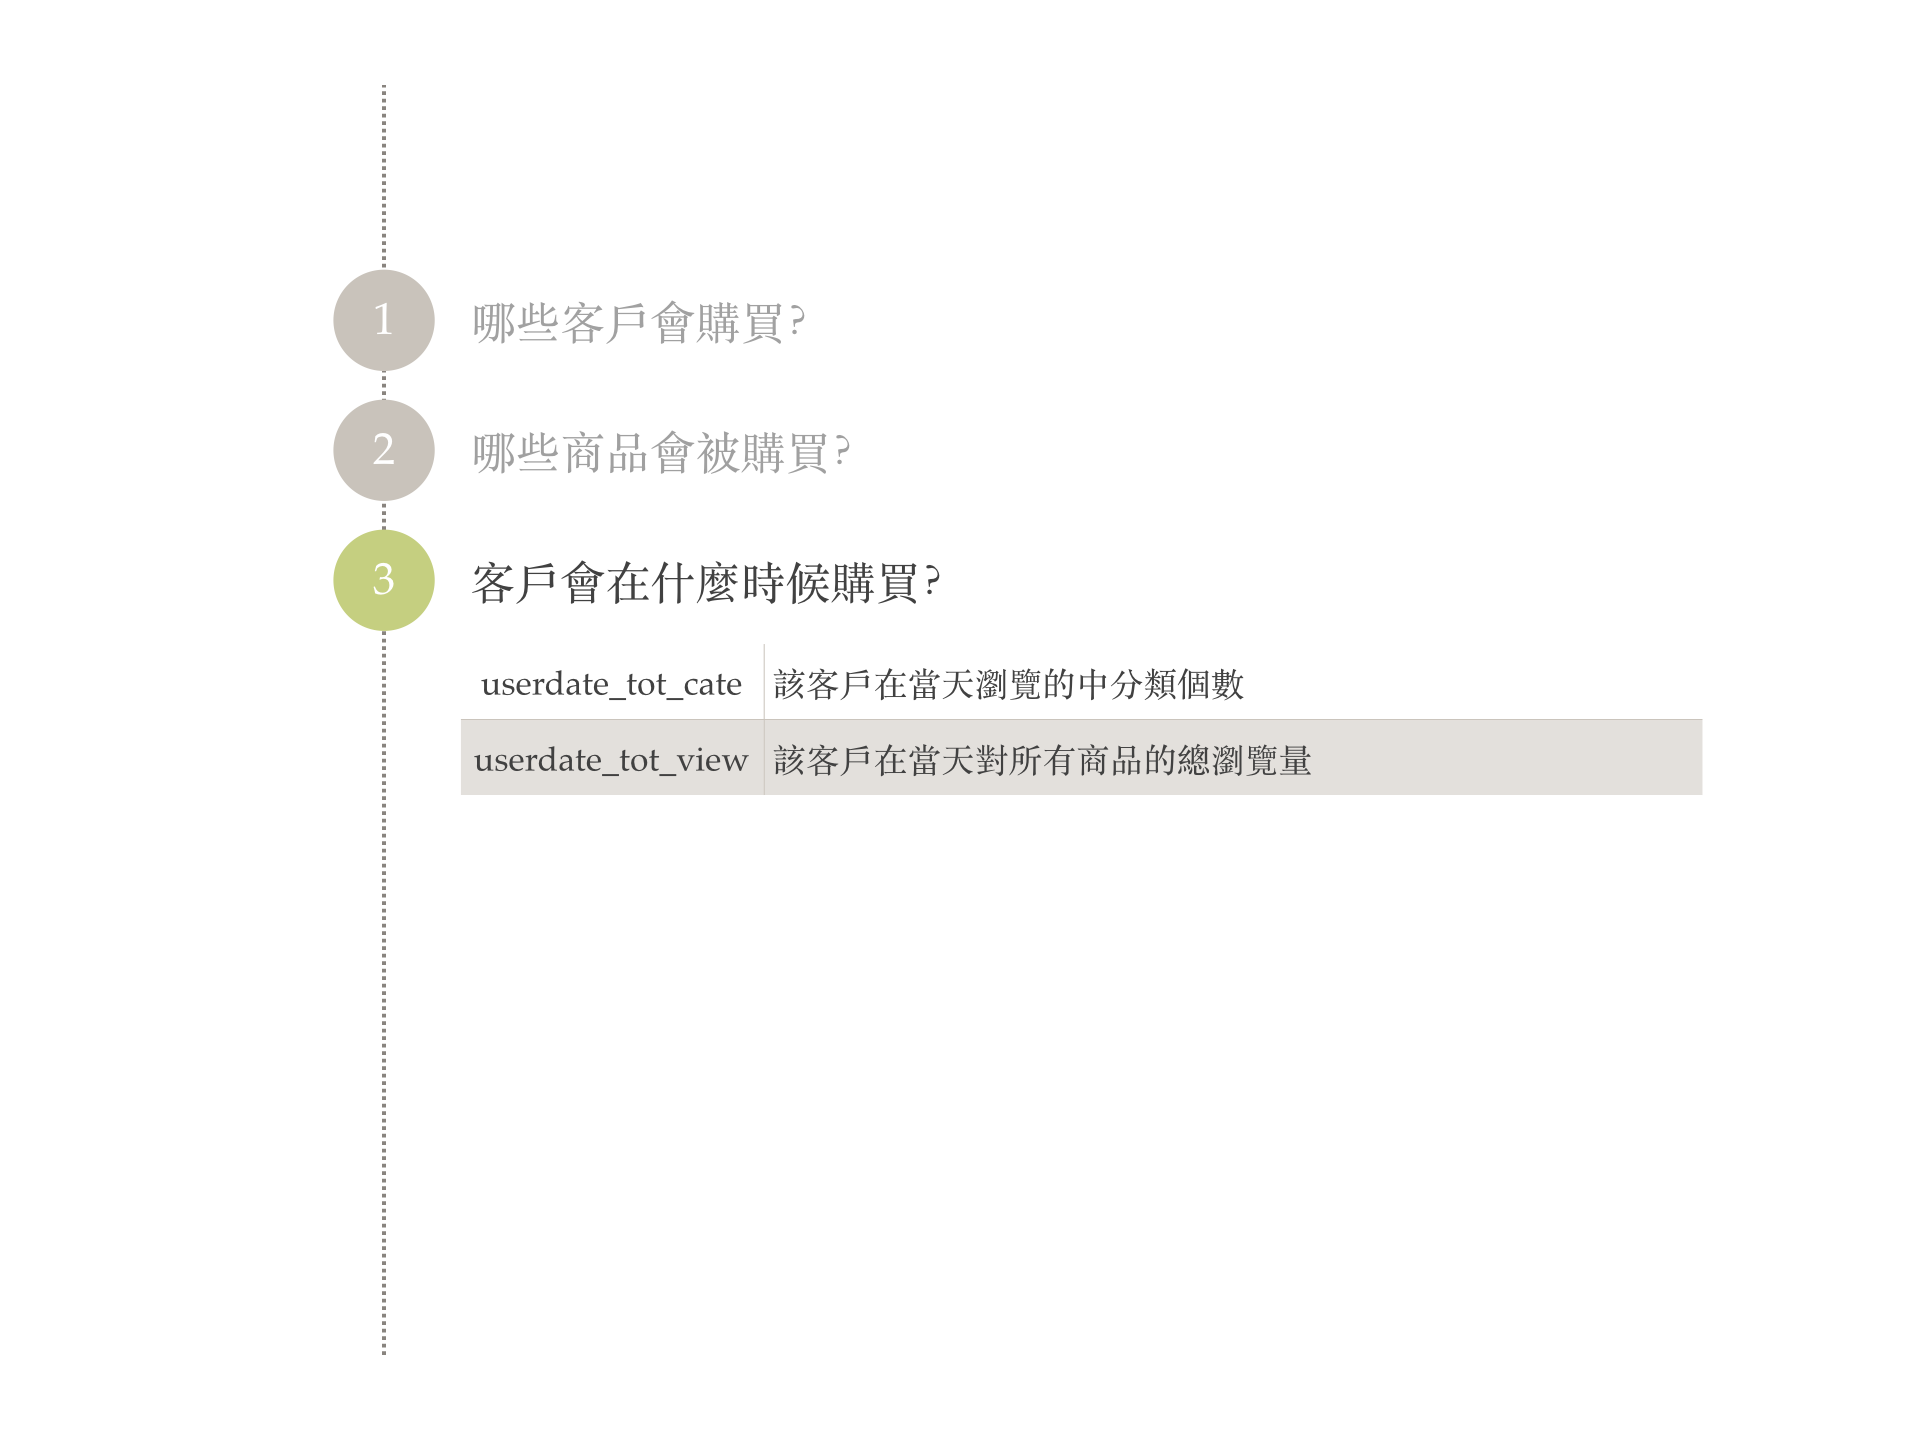 1 哪些客戶會購買?
2 哪些商品會被購買?
3 客戶會在什麼時候購買?
userdate_tot_cate 該客戶在當天瀏覽的中分類個數
userdate_tot_view 該客戶在當天對所有商品的總瀏覽量